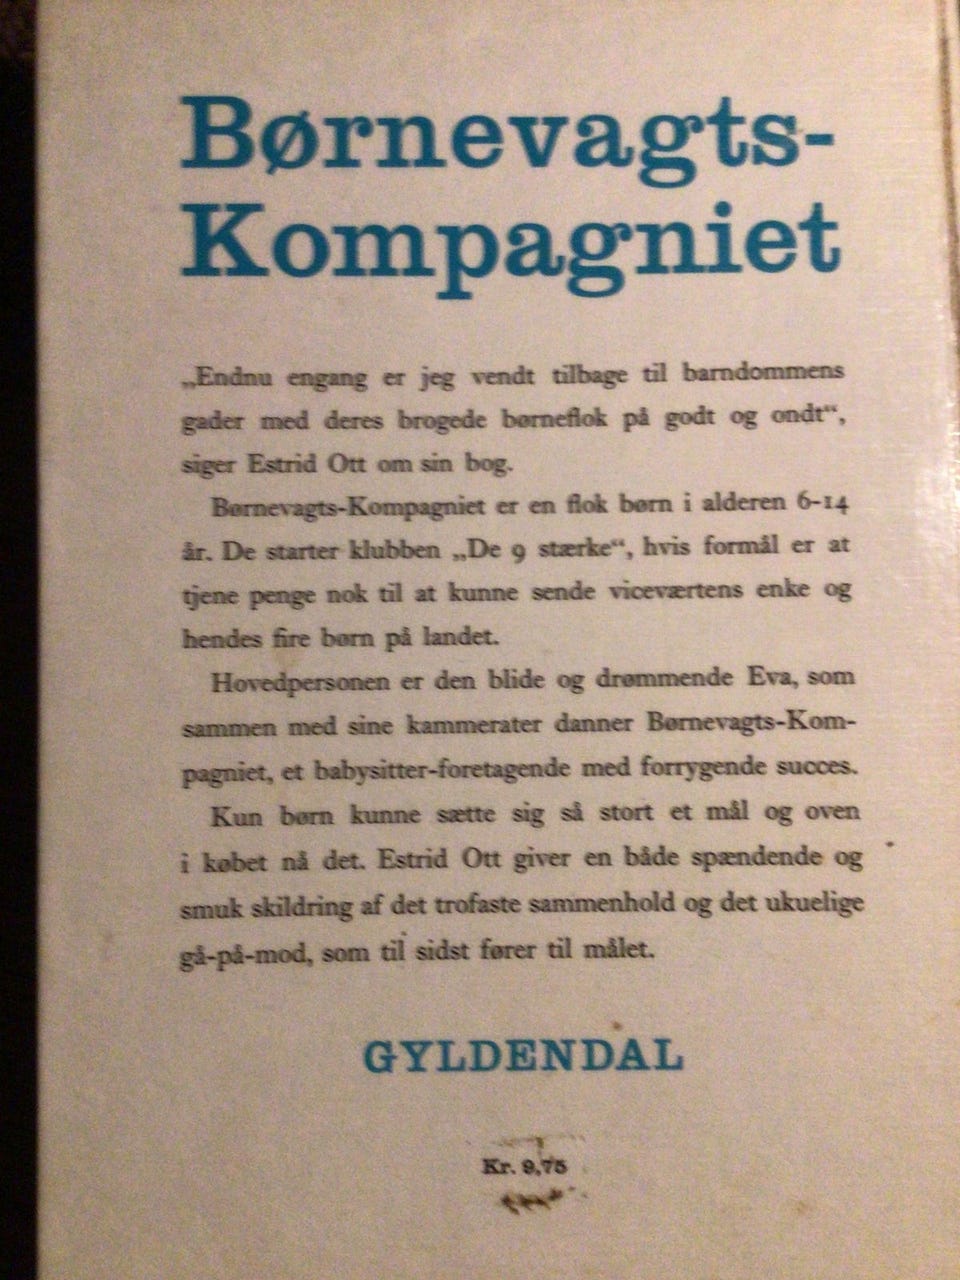 Børnevagts-
Kompagniet
„Endnu engang er jeg vendt tilbage til barndommens
gader med deres brogede børneflok på godt og ondt“,
siger Estrid Ott om sin bog.
Børnevagts-Kompagniet er en flok børn i alderen 6-14
år. De starter klubben „De 9 stærke“, hvis formål er at
tjene penge nok til at kunne sende viceværtens enke og
hendes fire børn på landet.
Hovedpersonen er den blide og drømmende Eva, som
sammen med sine kammerater danner Børnevagts-Kom-
pagniet, et babysitter-foretagende med forrygende succes.
Kun børn kunne sætte sig så stort et mål og oven
i købet nå det. Estrid Ott giver en både spændende og
smuk skildring af det trofaste sammenhold og det ukuelige
gå-på-mod, som til sidst fører til målet.
GYLDENDAL
Kr. 9,75